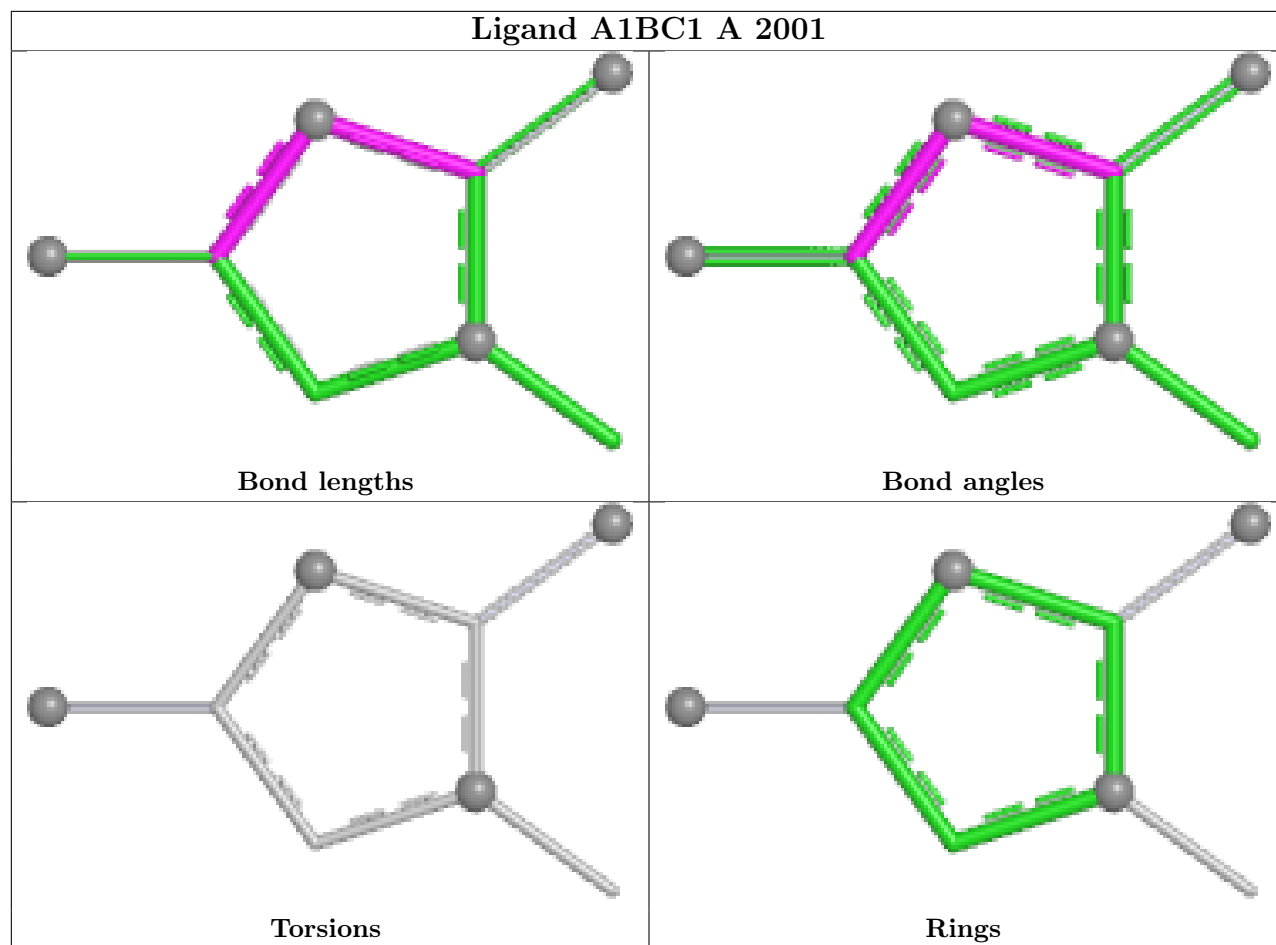 Ligand A1BC1 A 2001
Bond lengths
Bond angles
Torsions
Rings